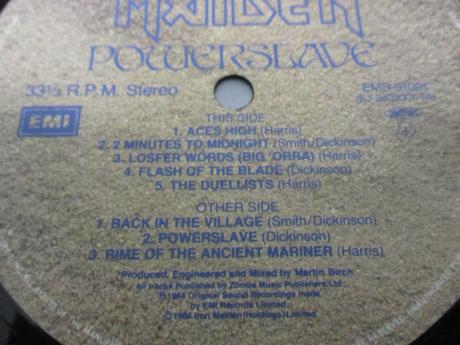 MAIDEN
POWERSLAVE
33⅓ R.P.M. Stereo
EMI
THIS SIDE
1. ACES HIGH (Harris)
2. 2 MINUTES TO MIDNIGHT (Smith/Dickinson)
3. LOSFER WORDS (BIG 'ORRA) (Harris)
4. FLASH OF THE BLADE (Dickinson)
5. THE DUELLISTS (Harris)
OTHER SIDE
1. BACK IN THE VILLAGE (Smith/Dickinson)
2. POWERSLAVE (Dickinson)
3. RIME OF THE ANCIENT MARINER (Harris)
Produced, Engineered and Mixed by Martin Birch
All tracks Published by Zomba Music Publishers Ltd
℗ 1984 Original Sound Recordings made
by EMI Records Limited.
© 1984 Iron Maiden (Holdings) Limited.